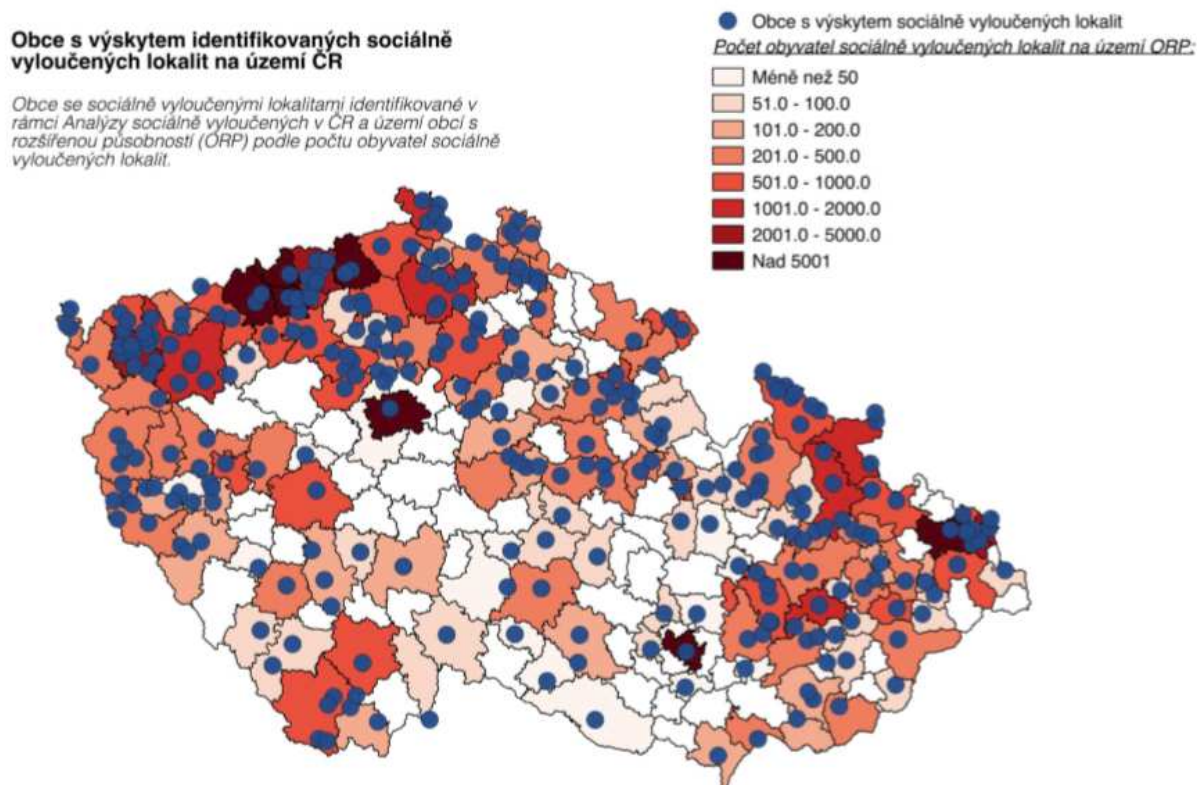 Obce s výskytem identifikovaných sociálně
vyloučených lokalit na území ČR
Obce se sociálně vyloučenými lokalitami identifikované v
rámci Analýzy sociálně vyloučených v ČR a území obcí s
rozšířenou působností (ORP) podle počtu obyvatel sociálně
vyloučených lokalit.
Obce s výskytem sociálně vyloučených lokalit
Počet obyvatel sociálně vyloučených lokalit na území ORP:
Méně než 50
51.0 - 100.0
101.0 - 200.0
201.0 - 500.0
501.0 - 1000.0
1001.0 - 2000.0
2001.0 - 5000.0
Nad 5001